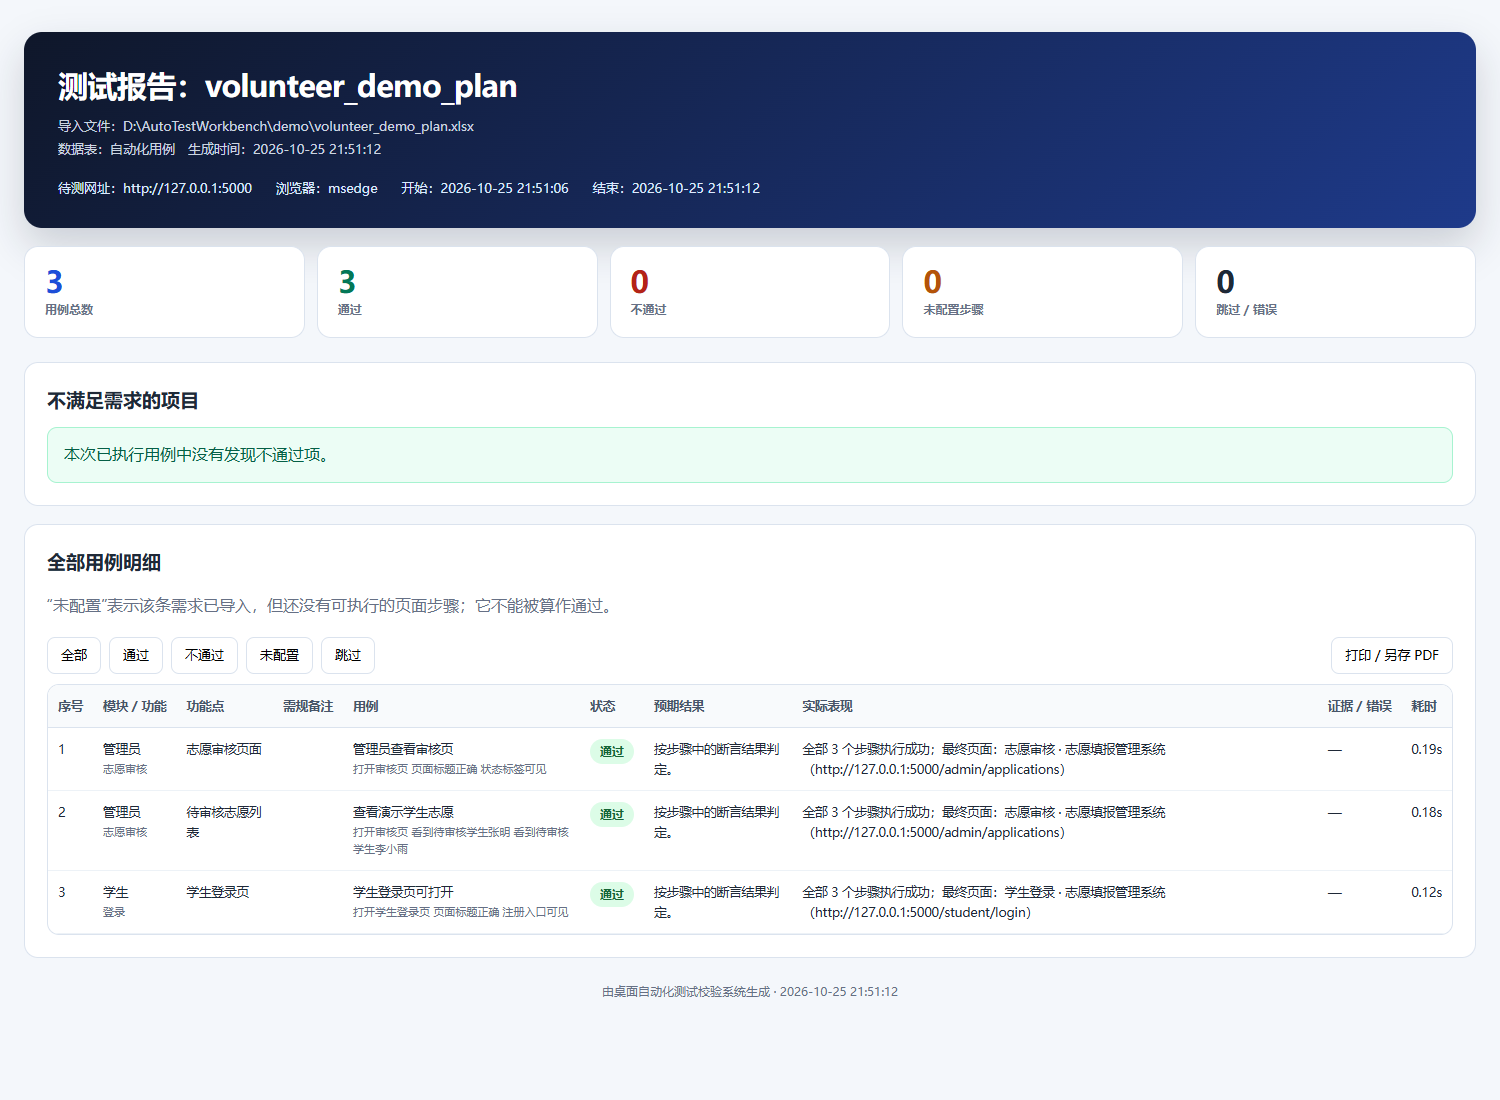 测试报告：volunteer_demo_plan
导入文件：D:\AutoTestWorkbench\demo\volunteer_demo_plan.xlsx
数据表：自动化用例 生成时间：2026-10-25 21:51:12
待测网址：http://127.0.0.1:5000 浏览器：msedge 开始：2026-10-25 21:51:06 结束：2026-10-25 21:51:12
3
用例总数
3
通过
0
不通过
0
未配置步骤
0
跳过 / 错误
不满足需求的项目
本次已执行用例中没有发现不通过项。
全部用例明细
“未配置”表示该条需求已导入，但还没有可执行的页面步骤；它不能被算作通过。
全部 通过 不通过 未配置 跳过 打印 / 另存 PDF
序号 模块 / 功能 功能点 需规备注 用例 状态 预期结果 实际表现 证据 / 错误 耗时
1 管理员 志愿审核页面 管理员查看审核页 通过 按步骤中的断言结果判 全部 3 个步骤执行成功；最终页面：志愿审核 · 志愿填报管理系统 — 0.19s
志愿审核 打开审核页 页面标题正确 状态标签可见 定。 （http://127.0.0.1:5000/admin/applications）
2 管理员 待审核志愿列 查看演示学生志愿 通过 按步骤中的断言结果判 全部 3 个步骤执行成功；最终页面：志愿审核 · 志愿填报管理系统 — 0.18s
志愿审核 表 打开审核页 看到待审核学生张明 看到待审核 定。 （http://127.0.0.1:5000/admin/applications）
学生李小雨
3 学生 学生登录页 学生登录页可打开 通过 按步骤中的断言结果判 全部 3 个步骤执行成功；最终页面：学生登录 · 志愿填报管理系统 — 0.12s
登录 打开学生登录页 页面标题正确 注册入口可见 定。 （http://127.0.0.1:5000/student/login）
由桌面自动化测试校验系统生成 · 2026-10-25 21:51:12